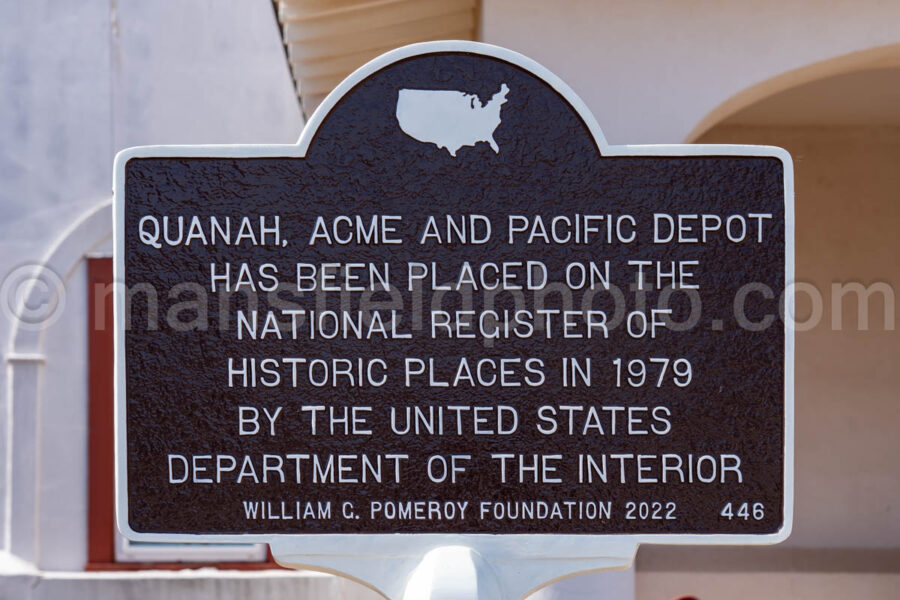 QUANAH, ACME AND PACIFIC DEPOT
HAS BEEN PLACED ON THE
© mansfieldphoto.com
NATIONAL REGISTER OF
HISTORIC PLACES IN 1979
BY THE UNITED STATES
DEPARTMENT OF THE INTERIOR
WILLIAM G. POMEROY FOUNDATION 2022 446